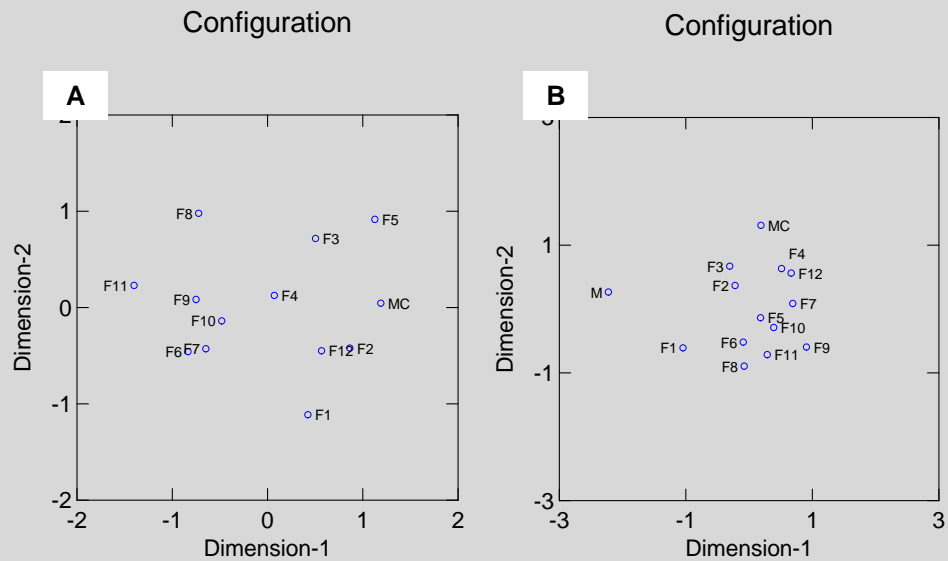 Configuration
A
2
1
0
-1
-2
-2 -1 0 1 2
Dimension-2
Dimension-1
F8
F5
F3
F11
F9
F4
MC
F10
F6
F7
F12
F2
F1
Configuration
B
3
1
-1
-3
-3 -1 1 3
Dimension-2
Dimension-1
MC
F4
F3
F12
F2
M
F7
F5
F10
F6
F1
F11
F9
F8